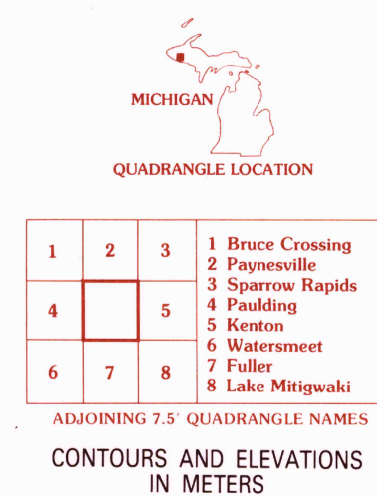 MICHIGAN
QUADRANGLE LOCATION
1 2 3
4 5
6 7 8
1 Bruce Crossing
2 Paynesville
3 Sparrow Rapids
4 Paulding
5 Kenton
6 Watersmeet
7 Fuller
8 Lake Mitigwaki
ADJOINING 7.5' QUADRANGLE NAMES
CONTOURS AND ELEVATIONS
IN METERS